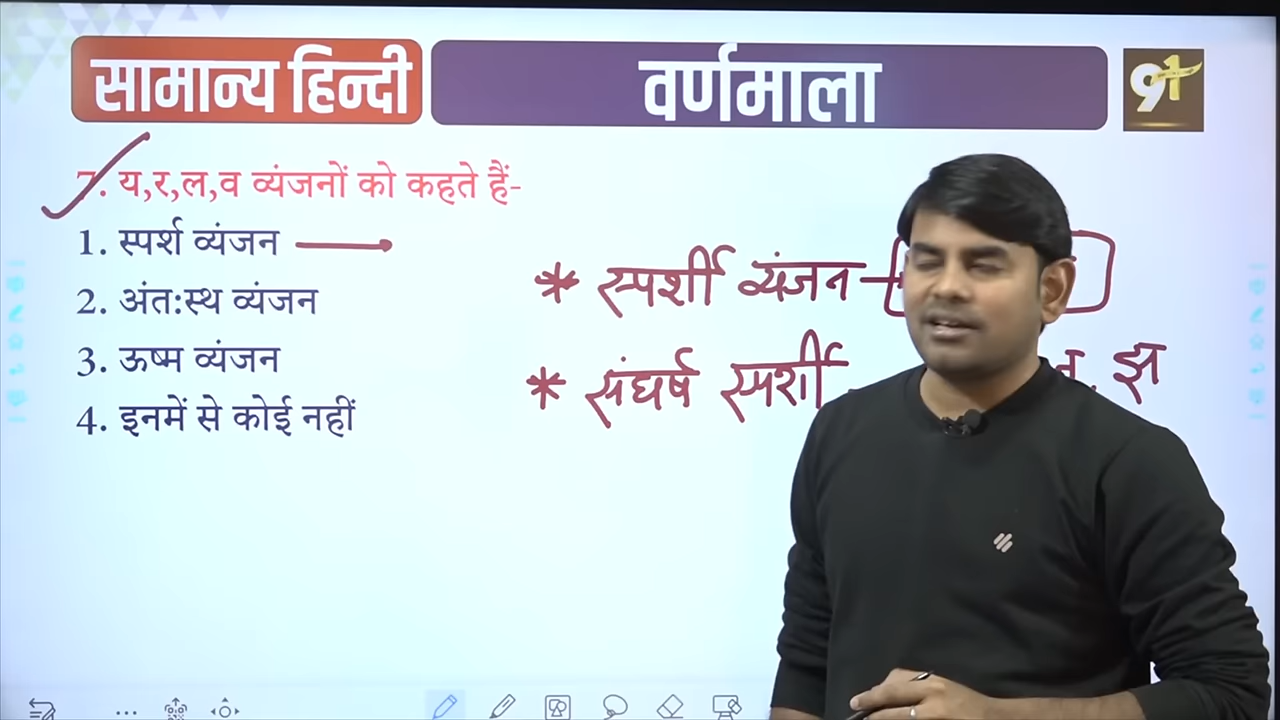 सामान्य हिन्दी
वर्णमाला
91
7. य,र,ल,व व्यंजनों को कहते हैं-
1. स्पर्श व्यंजन
2. अंत:स्थ व्यंजन
3. ऊष्म व्यंजन
4. इनमें से कोई नहीं
* स्पर्शी व्यंजन
* संघर्ष स्पर्शी
झ